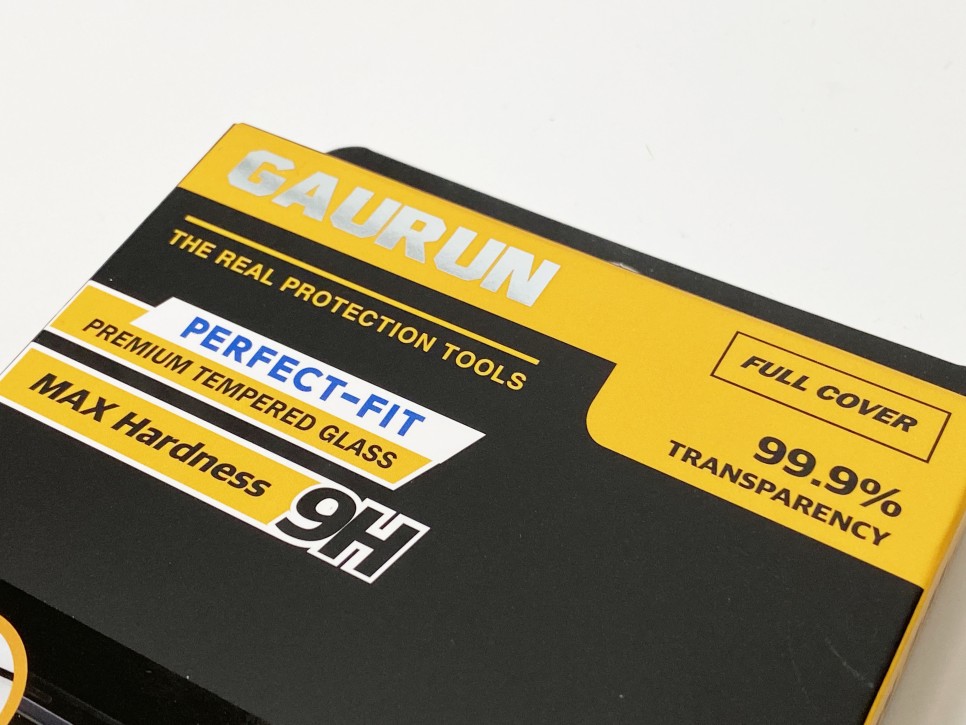 GAURUN
THE REAL PROTECTION TOOLS
PERFECT-FIT
PREMIUM TEMPERED GLASS
MAX Hardness
9H
FULL COVER
99.9%
TRANSPARENCY